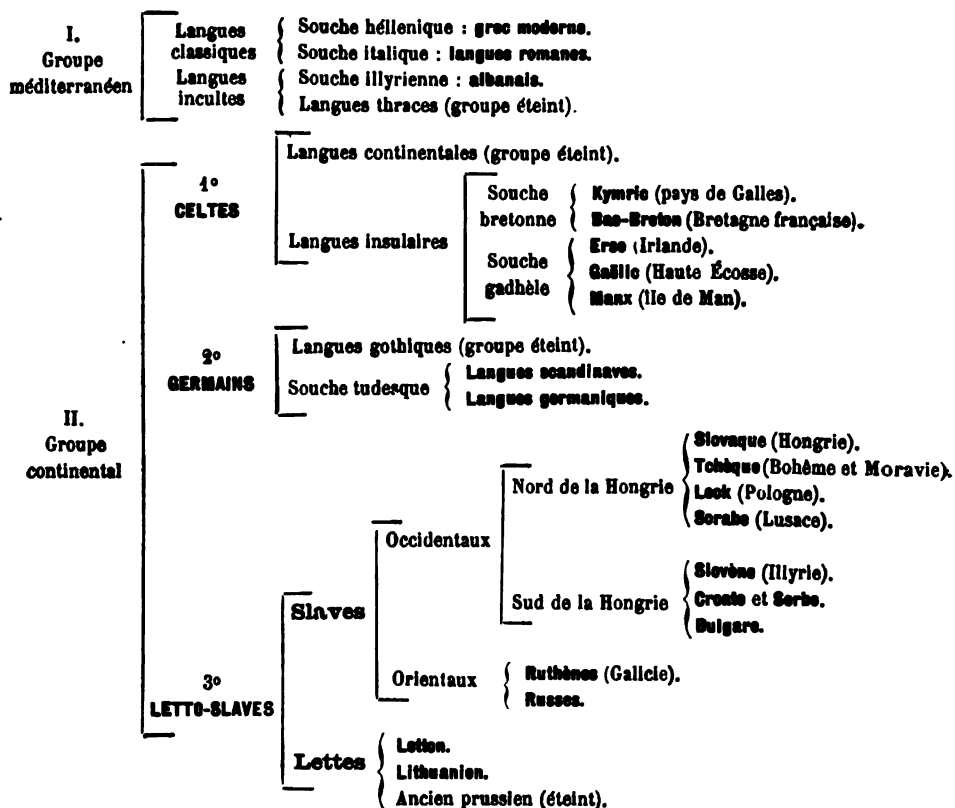 I.
Groupe
méditerranéen
Langues
classiques
Souche héllenique : grec moderne.
Souche italique : langues romanes.
Langues
incultes
Souche illyrienne : albanais.
Langues thraces (groupe éteint).
II.
Groupe
continental
1º
CELTES
Langues continentales (groupe éteint).
Langues insulaires
Souche
bretonne
Kymric (pays de Galles).
Bas-Breton (Bretagne française).
Souche
gadhèle
Erse (Irlande).
Gaëlic (Haute Écosse).
Manx (île de Man).
2º
GERMAINS
Langues gothiques (groupe éteint).
Souche tudesque
Langues scandinaves.
Langues germaniques.
3º
LETTO-SLAVES
Slaves
Occidentaux
Nord de la Hongrie
Slovaque (Hongrie).
Tchèque (Bohême et Moravie).
Leck (Pologne).
Sorabe (Lusace).
Sud de la Hongrie
Slovène (Illyrie).
Croate et Serbe.
Bulgare.
Orientaux
Ruthènes (Galicie).
Russes.
Lettes
Letton.
Lithuanien.
Ancien prussien (éteint).